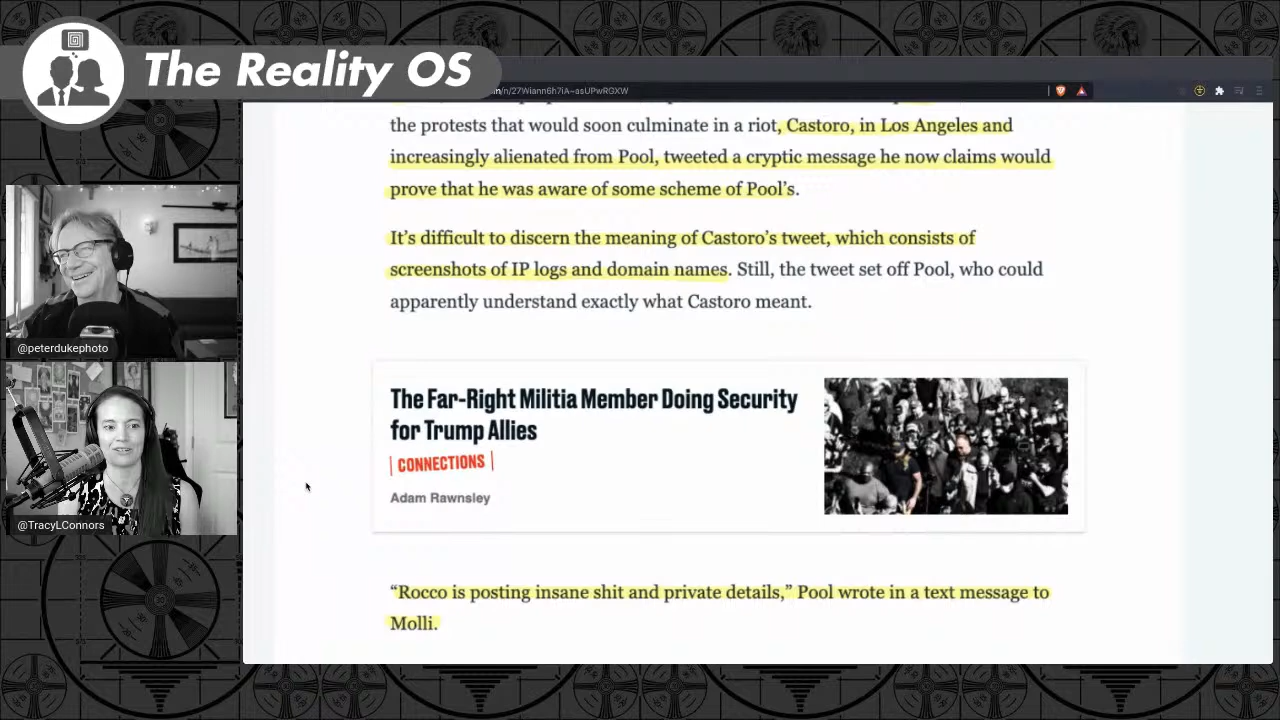 The Reality OS
n/n/27Wiann6h7iA-asUPwRGXW
the protests that would soon culminate in a riot, Castoro, in Los Angeles and
increasingly alienated from Pool, tweeted a cryptic message he now claims would
prove that he was aware of some scheme of Pool’s.
It’s difficult to discern the meaning of Castoro’s tweet, which consists of
screenshots of IP logs and domain names. Still, the tweet set off Pool, who could
apparently understand exactly what Castoro meant.
The Far-Right Militia Member Doing Security
for Trump Allies
| CONNECTIONS |
Adam Rawnsley
“Rocco is posting insane shit and private details,” Pool wrote in a text message to
Molli.
@peterdukephoto
@TracyLConnors